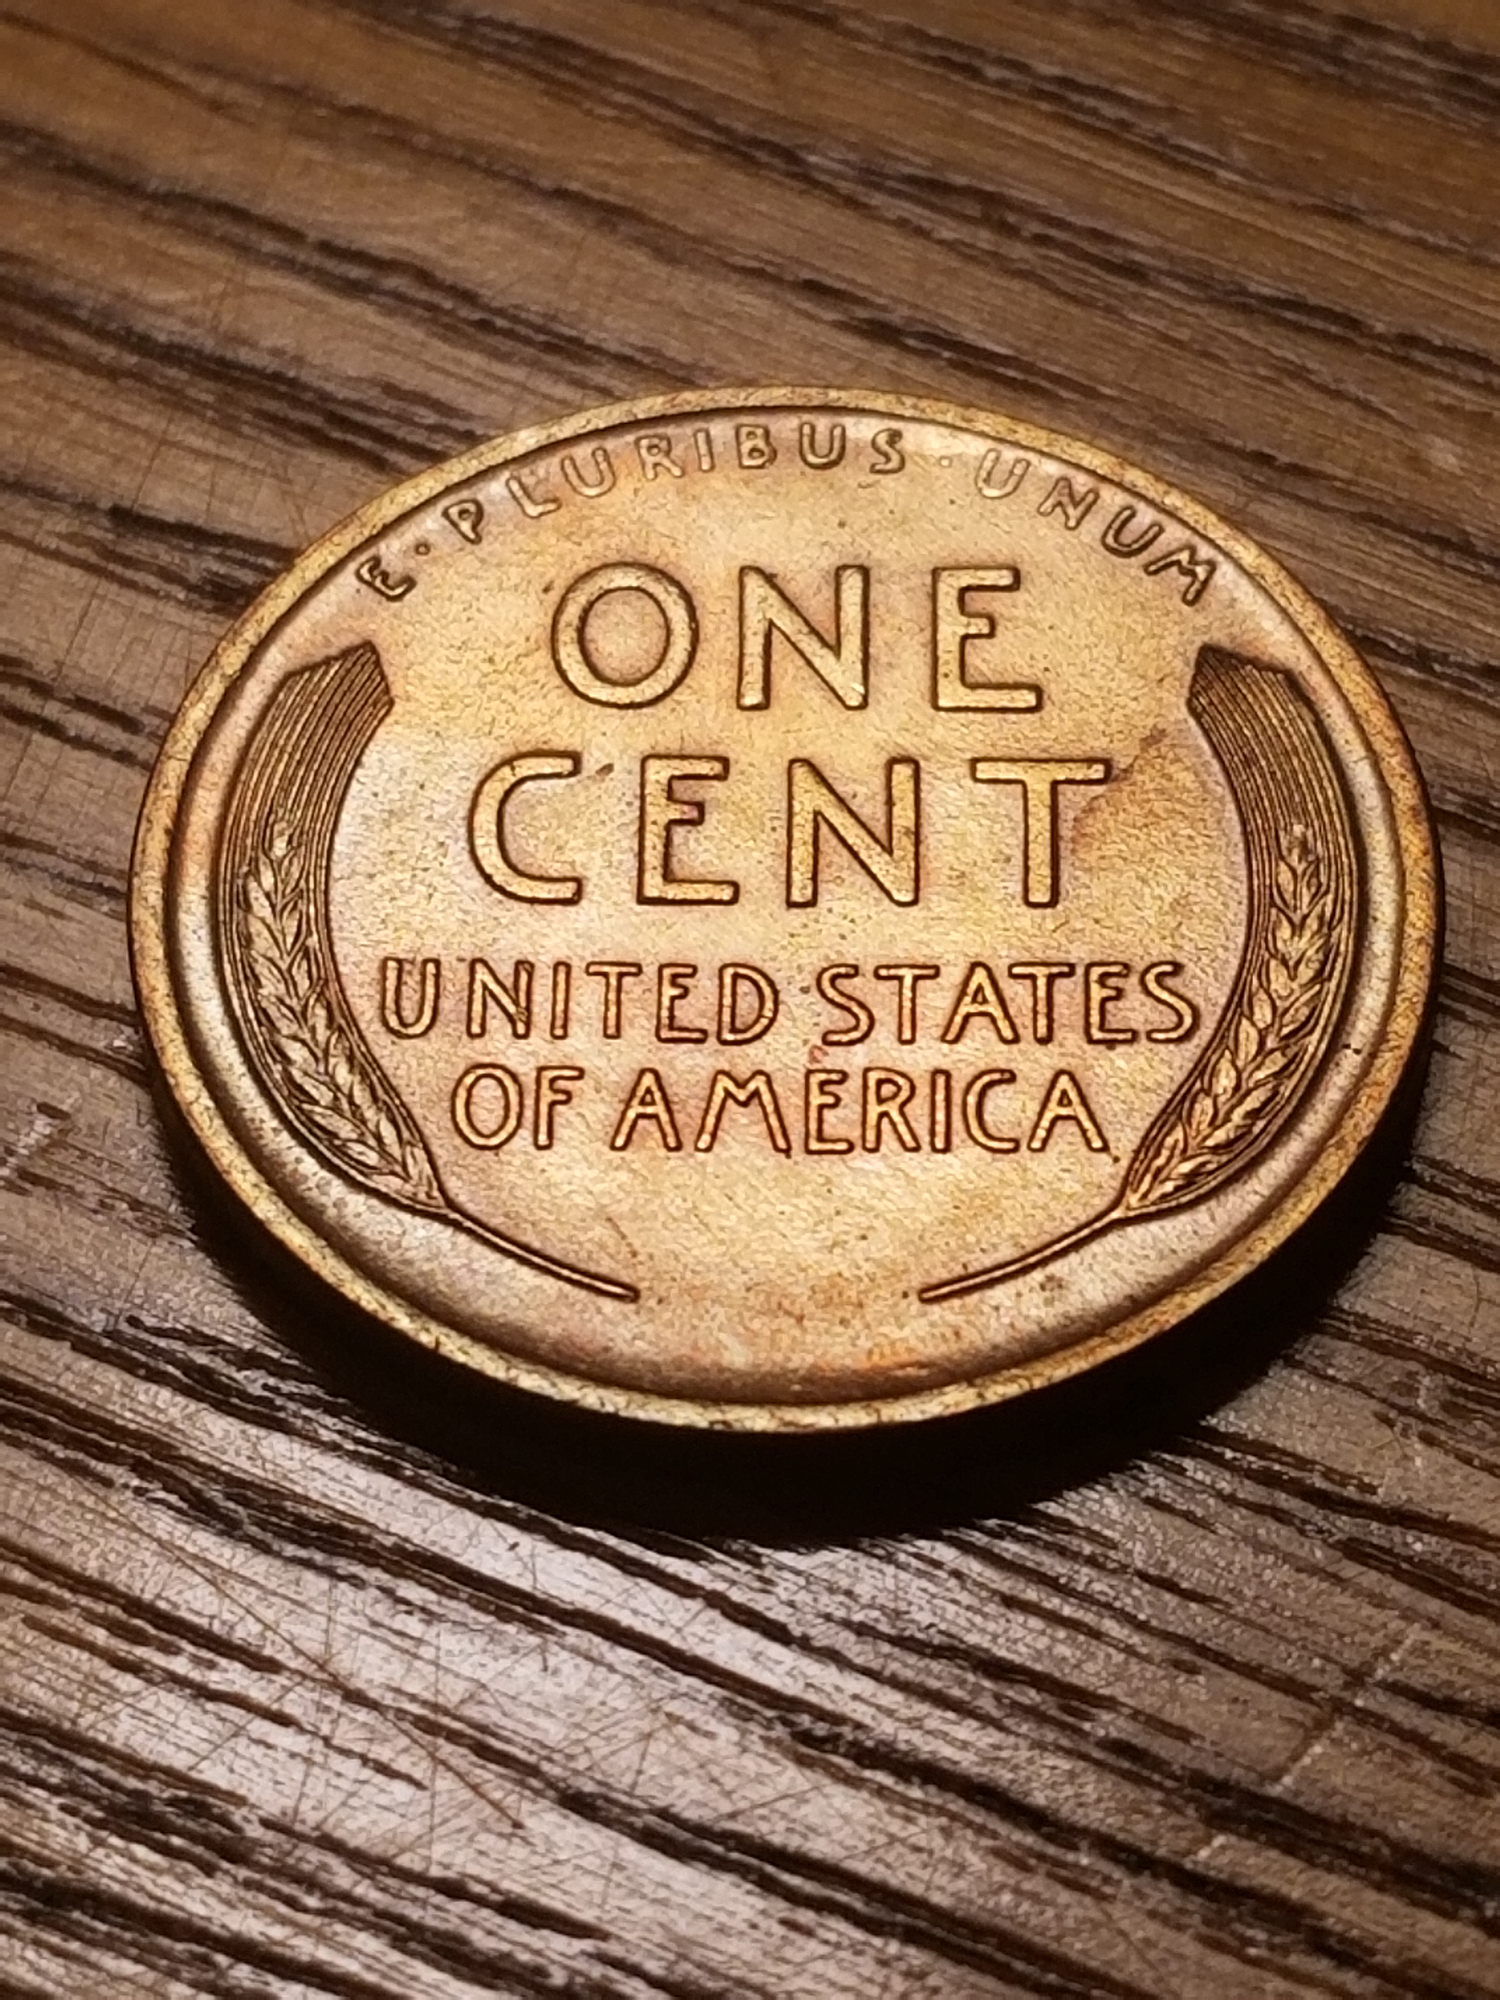 E·PLURIBUS·UNUM
ONE
CENT
UNITED STATES
OF AMERICA